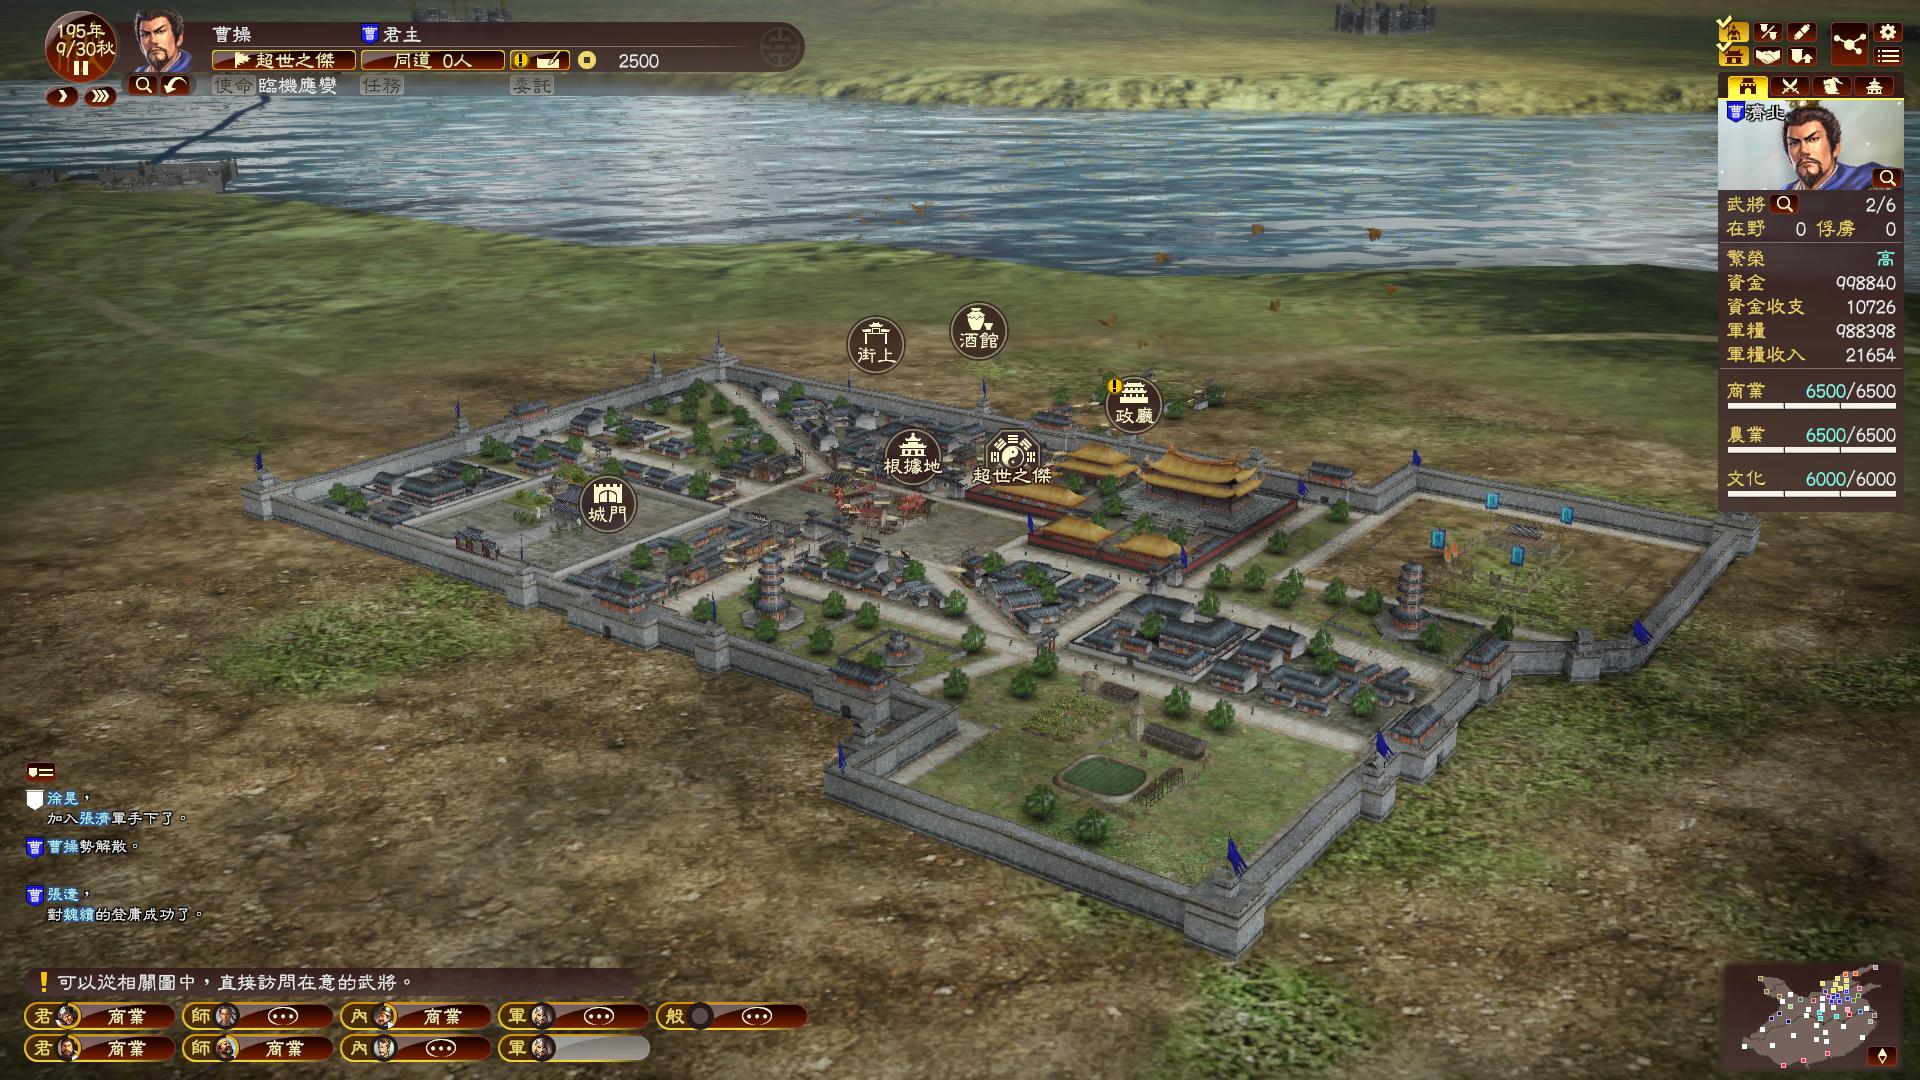 195年
9/30秋
曹操
曹 君主
超世之傑
同道 0人
2500
使命 臨機應變
任務
委託
曹 濟北
武將 2/6
在野 0 俘虜 0
繁榮 高
資金 998840
資金收支 10726
軍糧 988398
軍糧收入 21654
商業 6500/6500
農業 6500/6500
文化 6000/6000
街上
酒館
政廳
根據地
超世之傑
城門
涂晃，
加入張濟軍手下了。
曹 曹操勢解散。
曹 張遼，
對魏續的登庸成功了。
可以從相關圖中，直接訪問在意的武將。
君 商業
師
內 商業
軍
般
君 商業
師 商業
內
軍